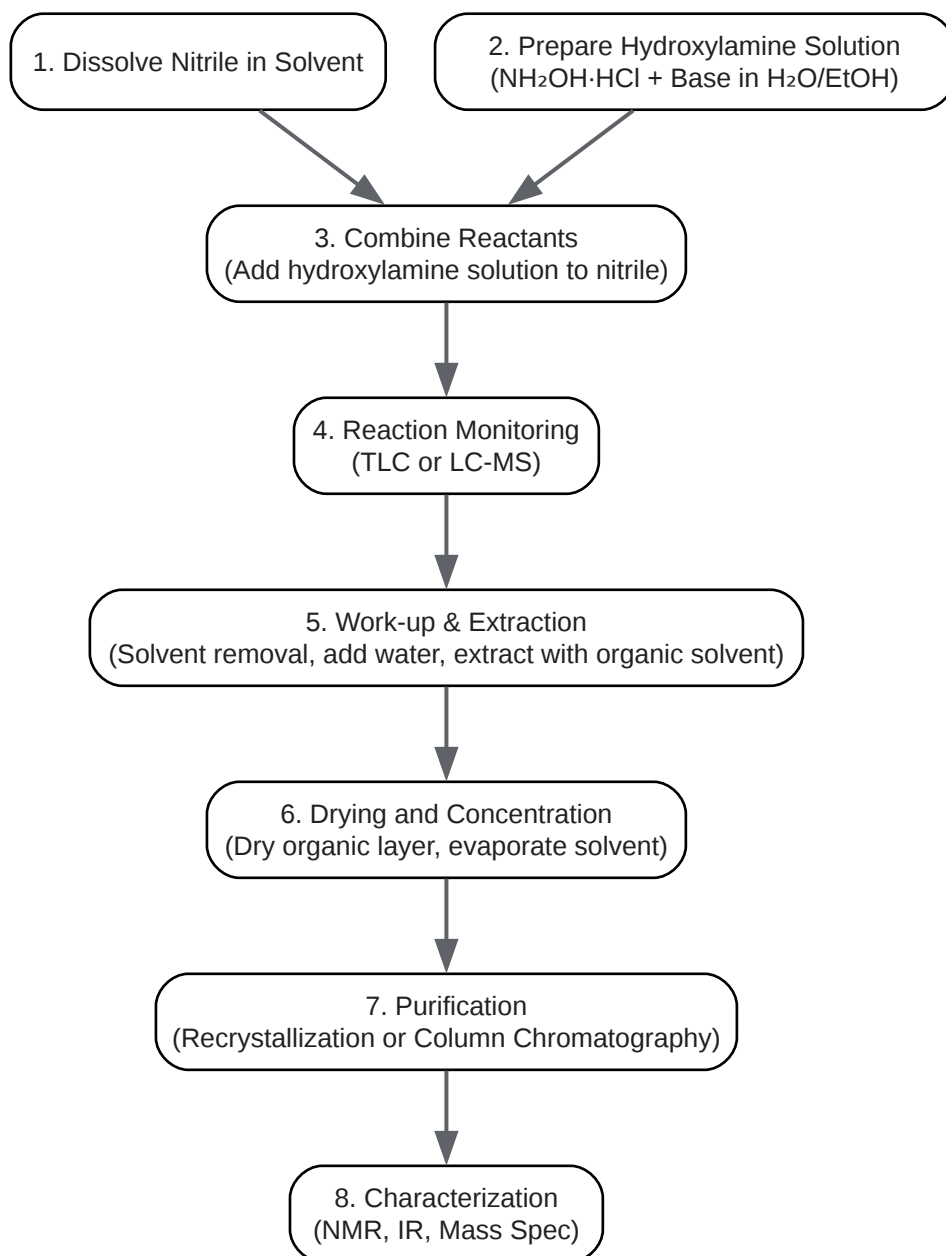 1. Dissolve Nitrile in Solvent
2. Prepare Hydroxylamine Solution
(NH₂OH·HCl + Base in H₂O/EtOH)
3. Combine Reactants
(Add hydroxylamine solution to nitrile)
4. Reaction Monitoring
(TLC or LC-MS)
5. Work-up & Extraction
(Solvent removal, add water, extract with organic solvent)
6. Drying and Concentration
(Dry organic layer, evaporate solvent)
7. Purification
(Recrystallization or Column Chromatography)
8. Characterization
(NMR, IR, Mass Spec)